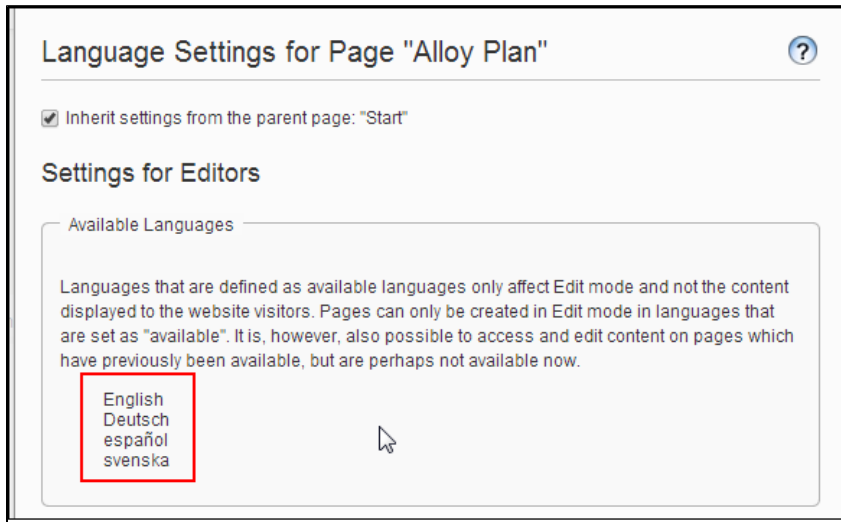 Language Settings for Page "Alloy Plan"
?
Inherit settings from the parent page: "Start"
Settings for Editors
Available Languages
Languages that are defined as available languages only affect Edit mode and not the content
displayed to the website visitors. Pages can only be created in Edit mode in languages that
are set as "available". It is, however, also possible to access and edit content on pages which
have previously been available, but are perhaps not available now.
English
Deutsch
español
svenska